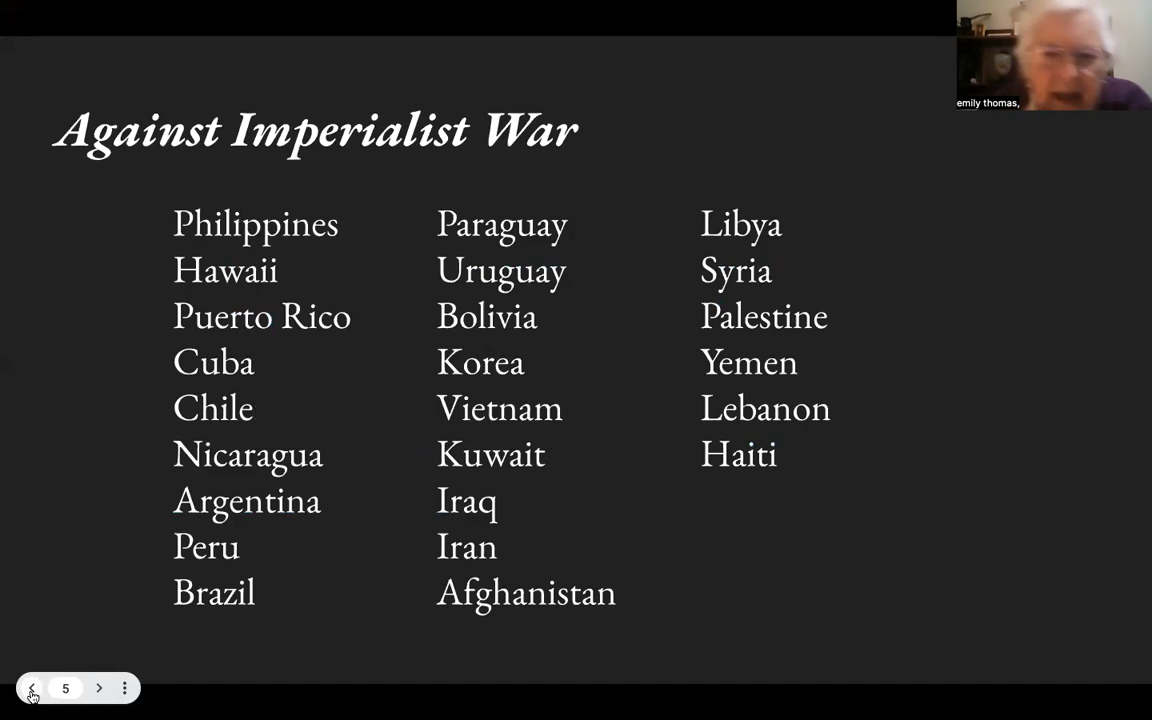 emily thomas,
Against Imperialist War
Philippines
Hawaii
Puerto Rico
Cuba
Chile
Nicaragua
Argentina
Peru
Brazil
Paraguay
Uruguay
Bolivia
Korea
Vietnam
Kuwait
Iraq
Iran
Afghanistan
Libya
Syria
Palestine
Yemen
Lebanon
Haiti
5